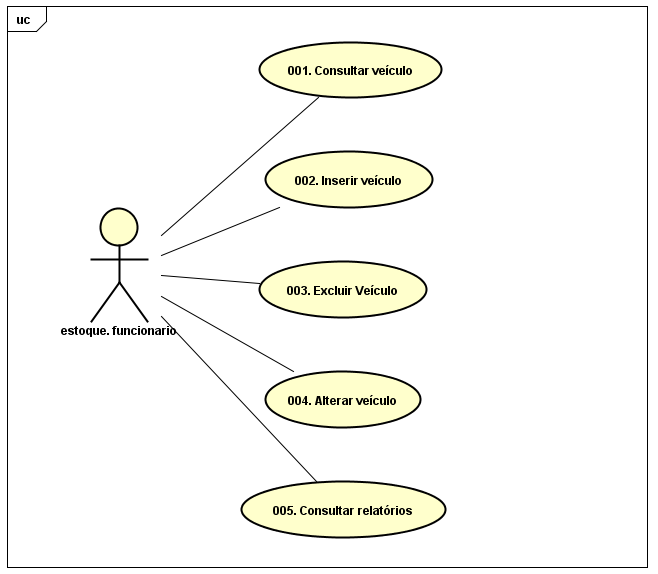 uc
001. Consultar veículo
002. Inserir veículo
003. Excluir Veículo
estoque. funcionario
004. Alterar veículo
005. Consultar relatórios